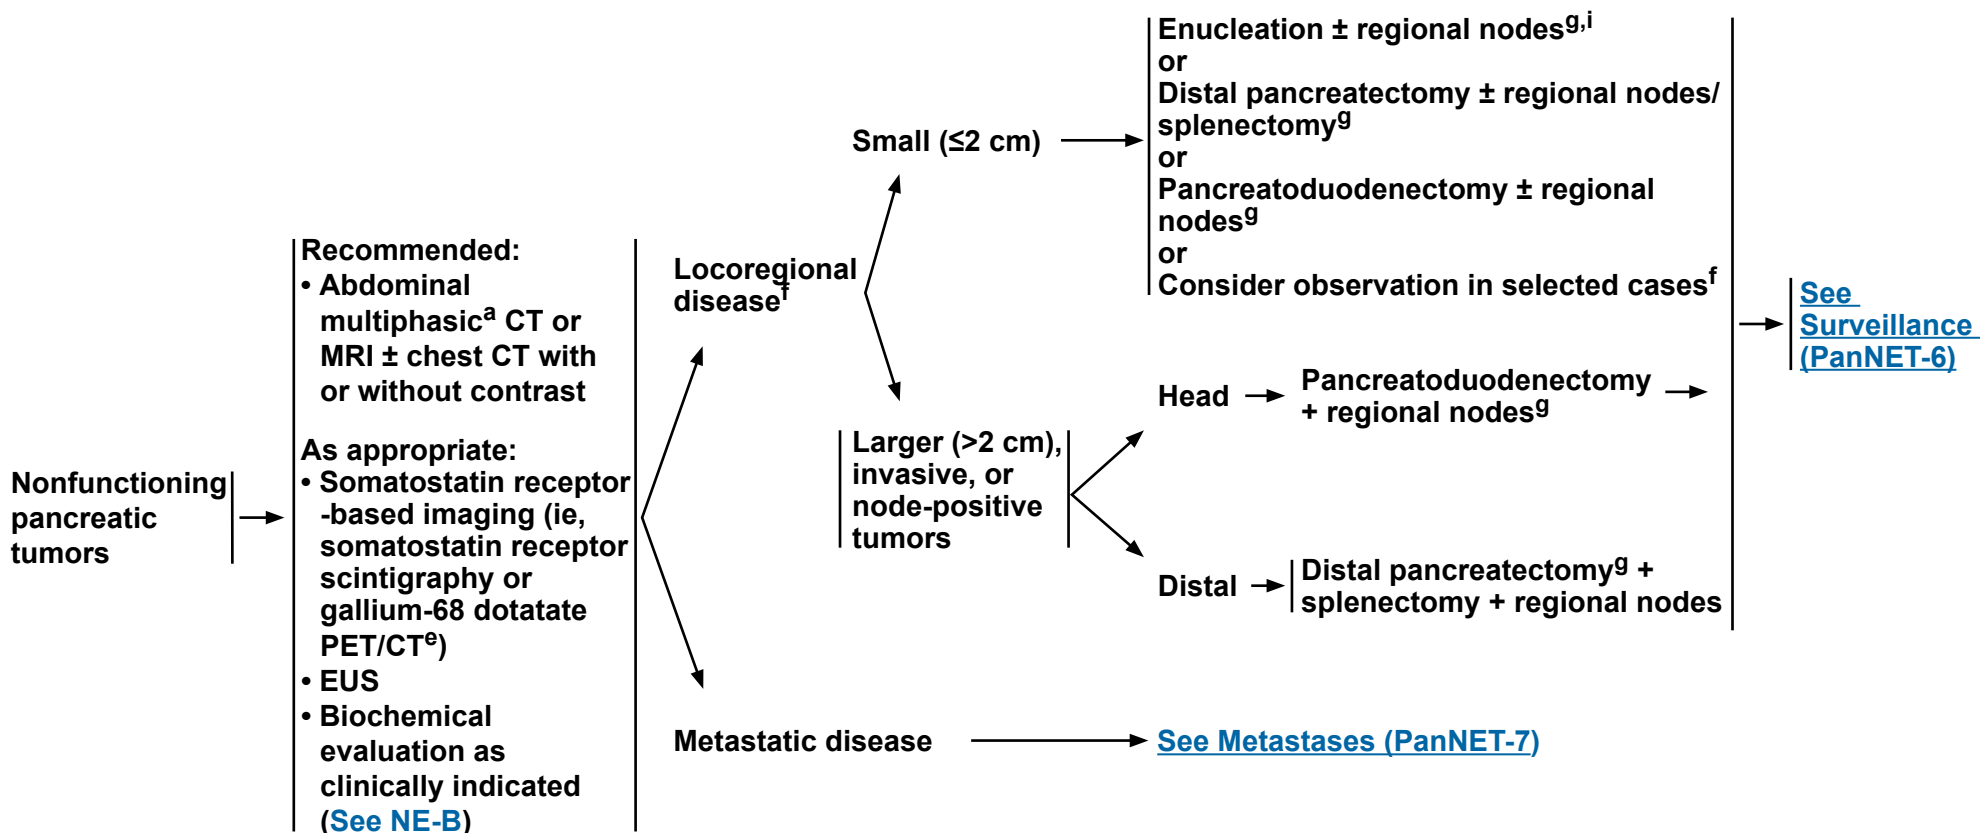 Nonfunctioning
pancreatic
tumors
Recommended:
• Abdominal
multiphasicᵃ CT or
MRI ± chest CT with
or without contrast
As appropriate:
• Somatostatin receptor
-based imaging (ie,
somatostatin receptor
scintigraphy or
gallium-68 dotatate
PET/CTᵉ)
• EUS
• Biochemical
evaluation as
clinically indicated
(See NE-B)
Locoregional
diseaseᶠ
Small (≤2 cm)
Enucleation ± regional nodesᵍ,ⁱ
or
Distal pancreatectomy ± regional nodes/
splenectomyᵍ
or
Pancreatoduodenectomy ± regional
nodesᵍ
or
Consider observation in selected casesᶠ
Larger (>2 cm),
invasive, or
node-positive
tumors
Head
Pancreatoduodenectomy
+ regional nodesᵍ
Distal
Distal pancreatectomyᵍ +
splenectomy + regional nodes
See
Surveillance
(PanNET-6)
Metastatic disease
See Metastases (PanNET-7)